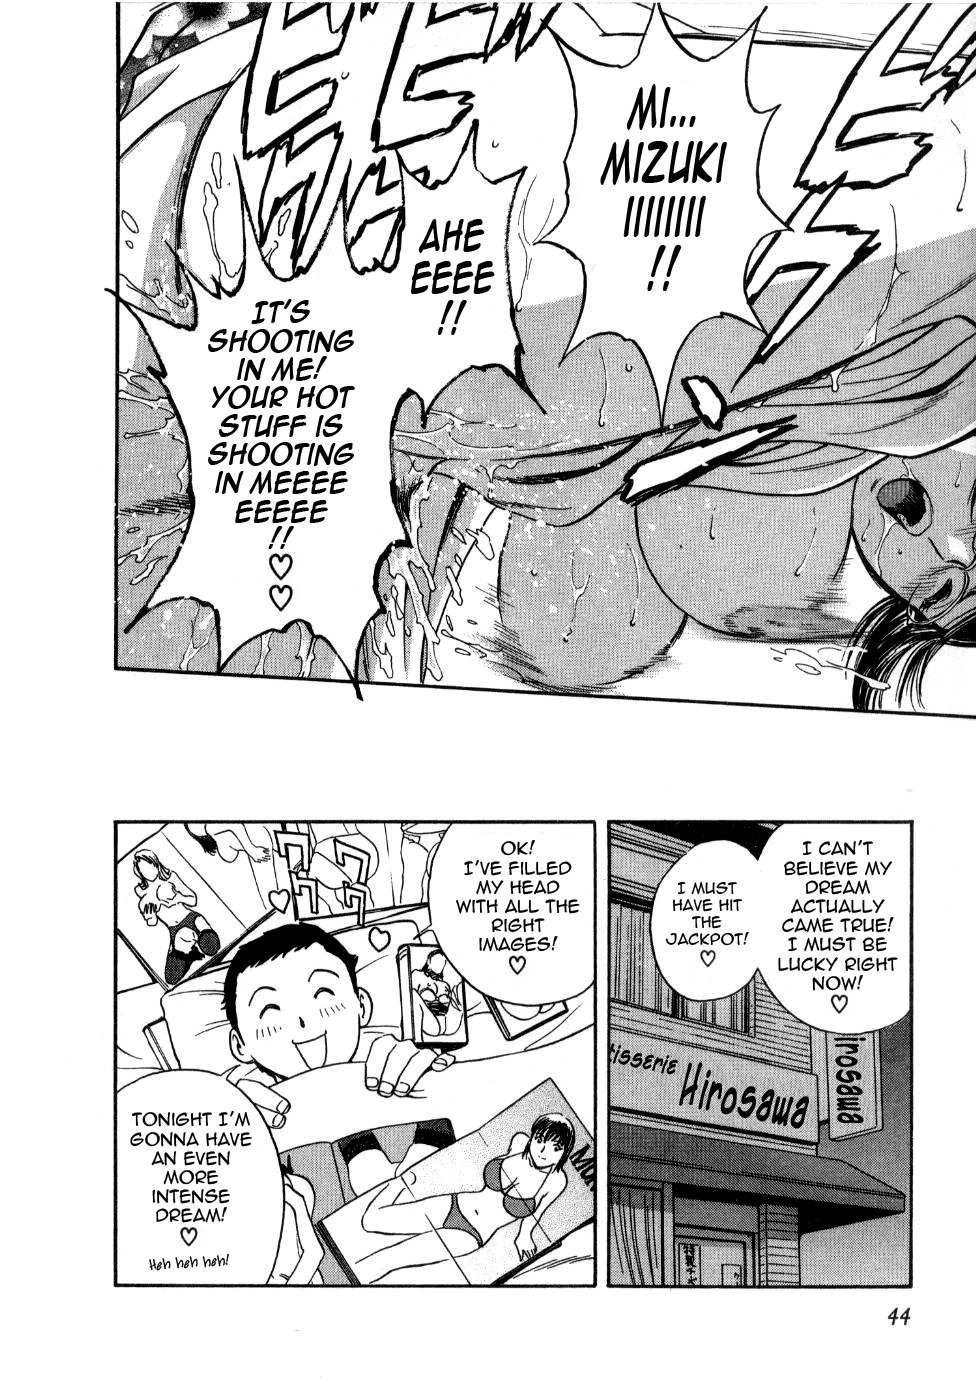 MI...
MIZUKI
IIIIIIIII
!!
AHE
EEEE
!!
IT'S
SHOOTING
IN ME!
YOUR HOT
STUFF IS
SHOOTING
IN MEEEE
EEEEE
!!
♡
♡
I CAN'T
BELIEVE MY
DREAM
ACTUALLY
CAME TRUE!
I MUST BE
LUCKY RIGHT
NOW!
♡
I MUST
HAVE HIT
THE
JACKPOT!
♡
tisserie Hirosawa
irosawa
OK!
I'VE FILLED
MY HEAD
WITH ALL THE
RIGHT
IMAGES!
♡
TONIGHT I'M
GONNA HAVE
AN EVEN
MORE
INTENSE
DREAM!
♡
Heh heh heh!
44